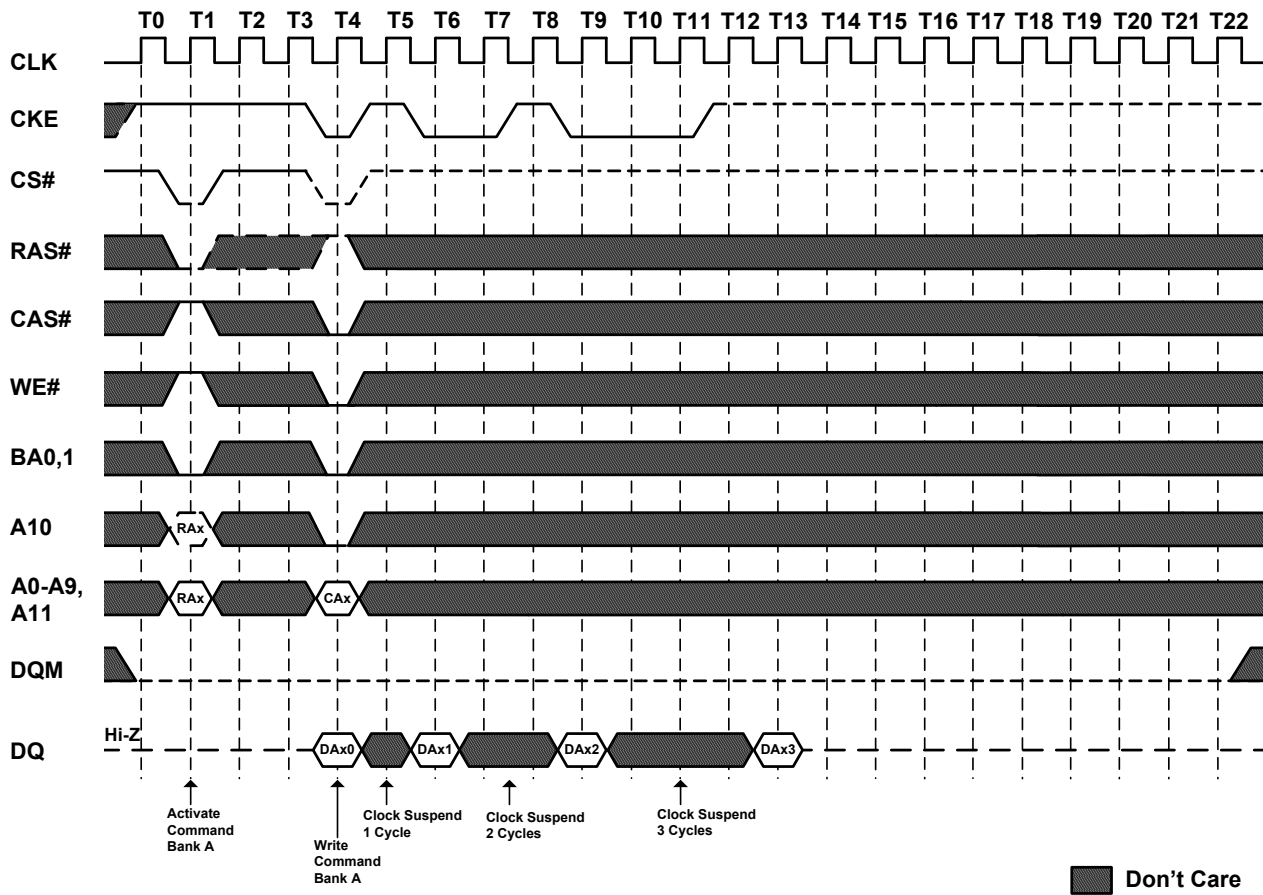 T0 T1 T2 T3 T4 T5 T6 T7 T8 T9 T10 T11 T12 T13 T14 T15 T16 T17 T18 T19 T20 T21 T22
CLK
CKE
CS#
RAS#
CAS#
WE#
BA0,1
A10
RAx
A0-A9,
A11
RAx CAx
DQM
Hi-Z
DQ
DAx0 DAx1 DAx2 DAx3
Activate
Command
Bank A
Write
Command
Bank A
Clock Suspend
1 Cycle
Clock Suspend
2 Cycles
Clock Suspend
3 Cycles
Don't Care